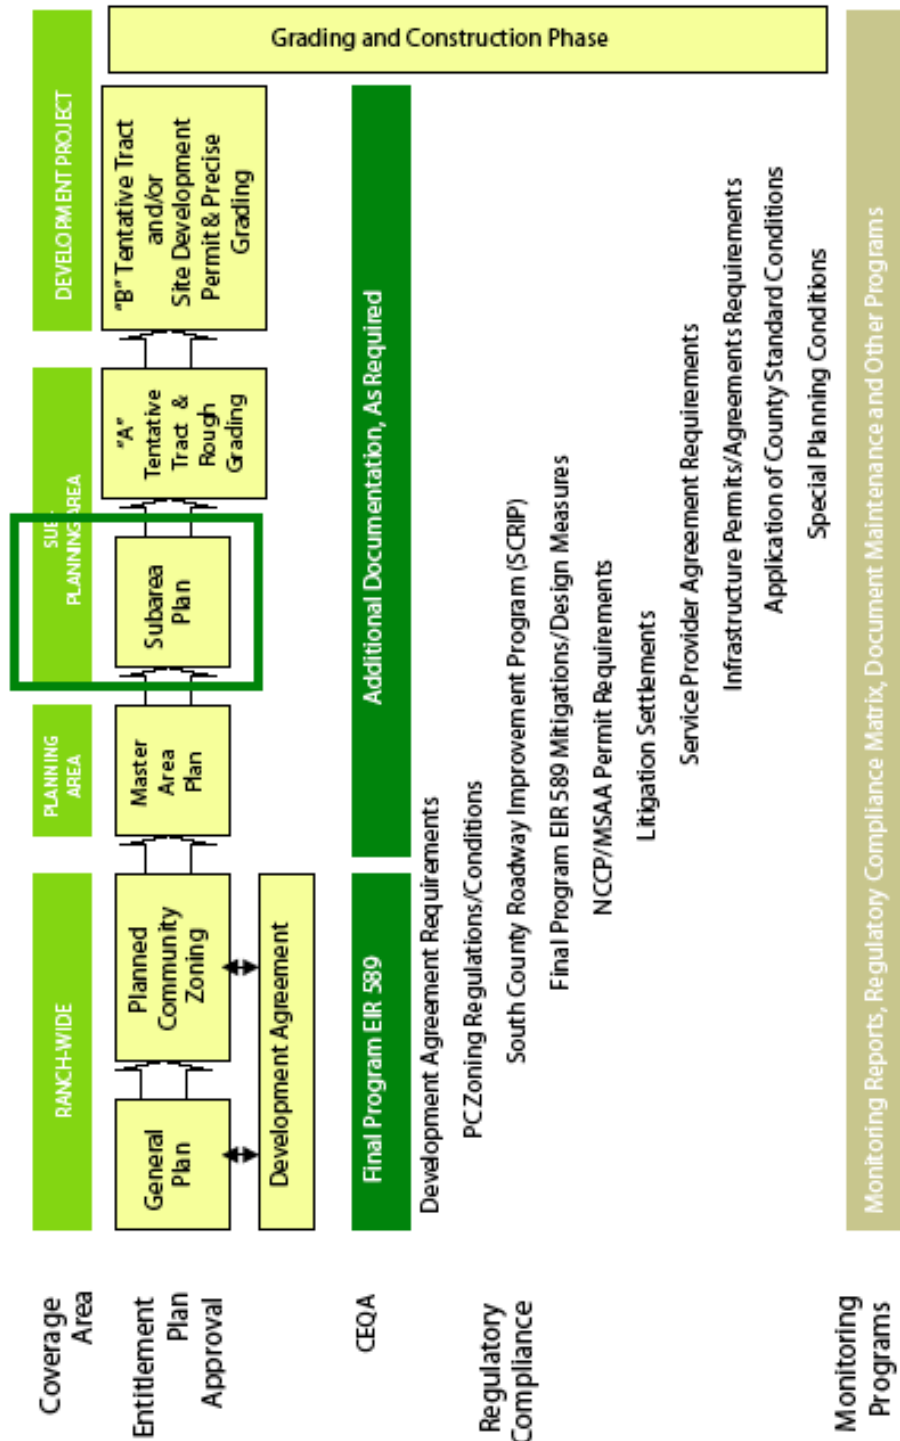 Coverage
Area
RANCH-WIDE
PLANNING
AREA
SUB-
PLANNING AREA
DEVELOPMENT PROJECT
Entitlement
Plan
Approval
General
Plan
Planned
Community
Zoning
Master
Area
Plan
Subarea
Plan
"A"
Tentative
Tract &
Rough
Grading
"B" Tentative Tract
and/or
Site Development
Permit & Precise
Grading
Development Agreement
Grading and Construction Phase
CEQA
Final Program EIR 589
Additional Documentation, As Required
Regulatory
Compliance
Development Agreement Requirements
PC Zoning Regulations/Conditions
South County Roadway Improvement Program (SCRIP)
Final Program EIR 589 Mitigations/Design Measures
NCCP/MSAA Permit Requirements
Litigation Settlements
Service Provider Agreement Requirements
Infrastructure Permits/Agreements Requirements
Application of County Standard Conditions
Special Planning Conditions
Monitoring
Programs
Monitoring Reports, Regulatory Compliance Matrix, Document Maintenance and Other Programs